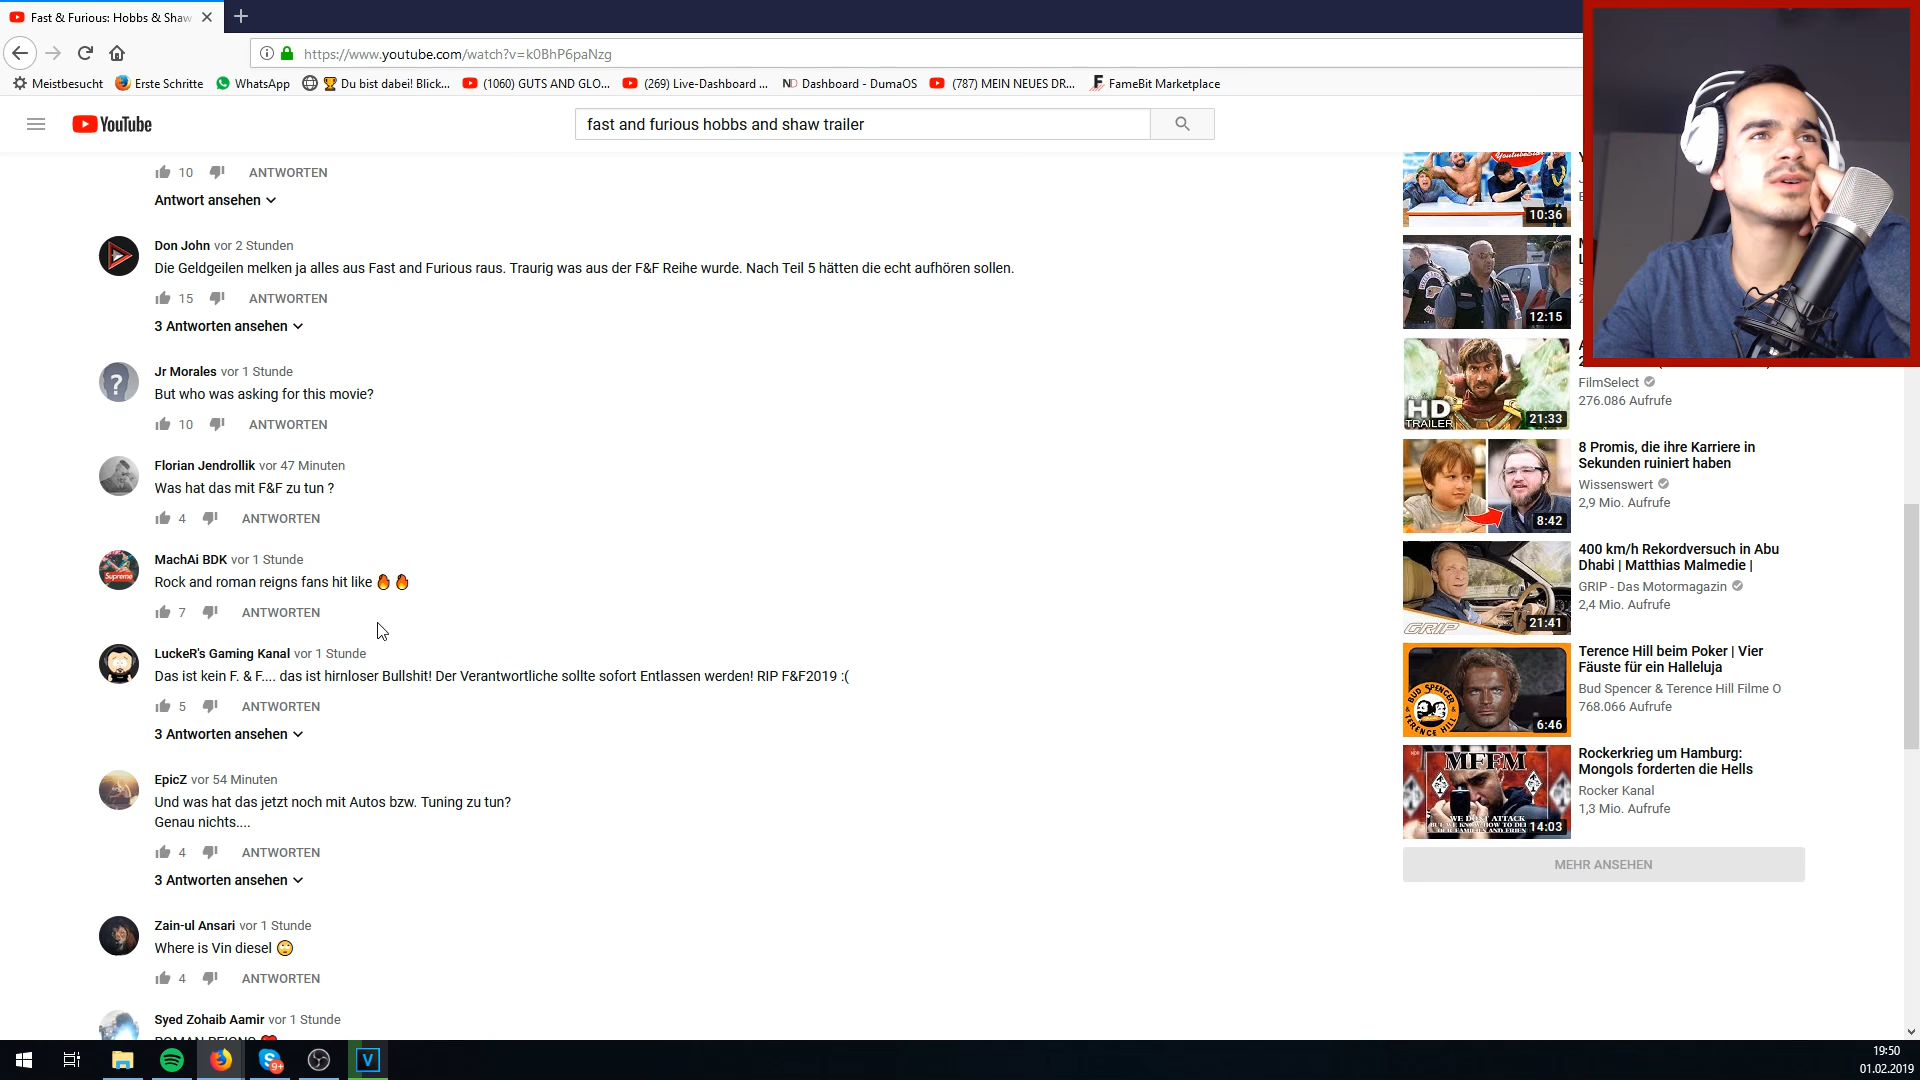 Fast & Furious: Hobbs & Shaw
https://www.youtube.com/watch?v=k0BhP6paNzg
Meistbesucht
Erste Schritte
WhatsApp
Du bist dabei! Blick...
(1060) GUTS AND GLO...
(269) Live-Dashboard ...
ND Dashboard - DumaOS
(787) MEIN NEUES DR...
F FameBit Marketplace
YouTube
fast and furious hobbs and shaw trailer
10 ANTWORTEN
Antwort ansehen
Don John vor 2 Stunden
Die Geldgeilen melken ja alles aus Fast and Furious raus. Traurig was aus der F&F Reihe wurde. Nach Teil 5 hätten die echt aufhören sollen.
15 ANTWORTEN
3 Antworten ansehen
Jr Morales vor 1 Stunde
But who was asking for this movie?
10 ANTWORTEN
Florian Jendrollik vor 47 Minuten
Was hat das mit F&F zu tun ?
4 ANTWORTEN
MachAi BDK vor 1 Stunde
Rock and roman reigns fans hit like 🔥 🔥
7 ANTWORTEN
Supreme
LuckeR's Gaming Kanal vor 1 Stunde
Das ist kein F. & F.... das ist hirnloser Bullshit! Der Verantwortliche sollte sofort Entlassen werden! RIP F&F2019 :(
5 ANTWORTEN
3 Antworten ansehen
EpicZ vor 54 Minuten
Und was hat das jetzt noch mit Autos bzw. Tuning zu tun?
Genau nichts....
4 ANTWORTEN
3 Antworten ansehen
Zain-ul Ansari vor 1 Stunde
Where is Vin diesel 🙄
4 ANTWORTEN
Syed Zohaib Aamir vor 1 Stunde
10:36
12:15
HD
TRAILER
21:33
FilmSelect
276.086 Aufrufe
8:42
8 Promis, die ihre Karriere in
Sekunden ruiniert haben
Wissenswert
2,9 Mio. Aufrufe
GRIP
21:41
400 km/h Rekordversuch in Abu
Dhabi | Matthias Malmedie |
GRIP - Das Motormagazin
2,4 Mio. Aufrufe
BUD SPENCER
& TERENCE HILL
6:46
Terence Hill beim Poker | Vier
Fäuste für ein Halleluja
Bud Spencer & Terence Hill Filme O
768.066 Aufrufe
MFFM
WE DONT ATTACK
14:03
Rockerkrieg um Hamburg:
Mongols forderten die Hells
Rocker Kanal
1,3 Mio. Aufrufe
MEHR ANSEHEN
9+
V
19:50
01.02.2019